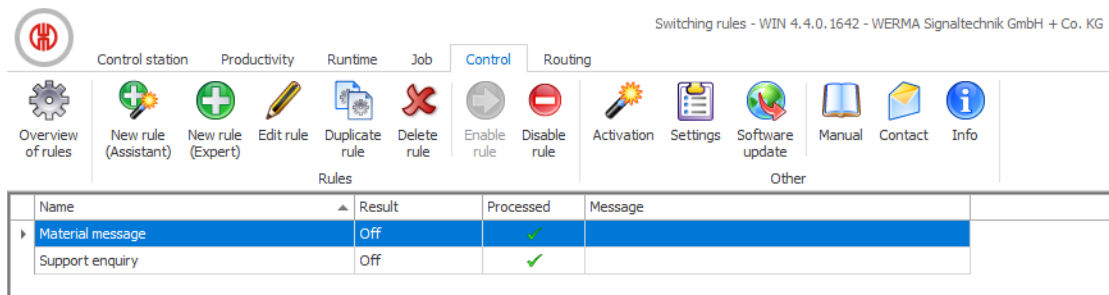 Switching rules - WIN 4.4.0.1642 - WERMA Signaltechnik GmbH + Co. KG
Control station Productivity Runtime Job Control Routing
Overview of rules
New rule (Assistant)
New rule (Expert)
Edit rule
Duplicate rule
Delete rule
Enable rule
Disable rule
Activation
Settings
Software update
Manual
Contact
Info
Rules Other
Name Result Processed Message
Material message Off
Support enquiry Off